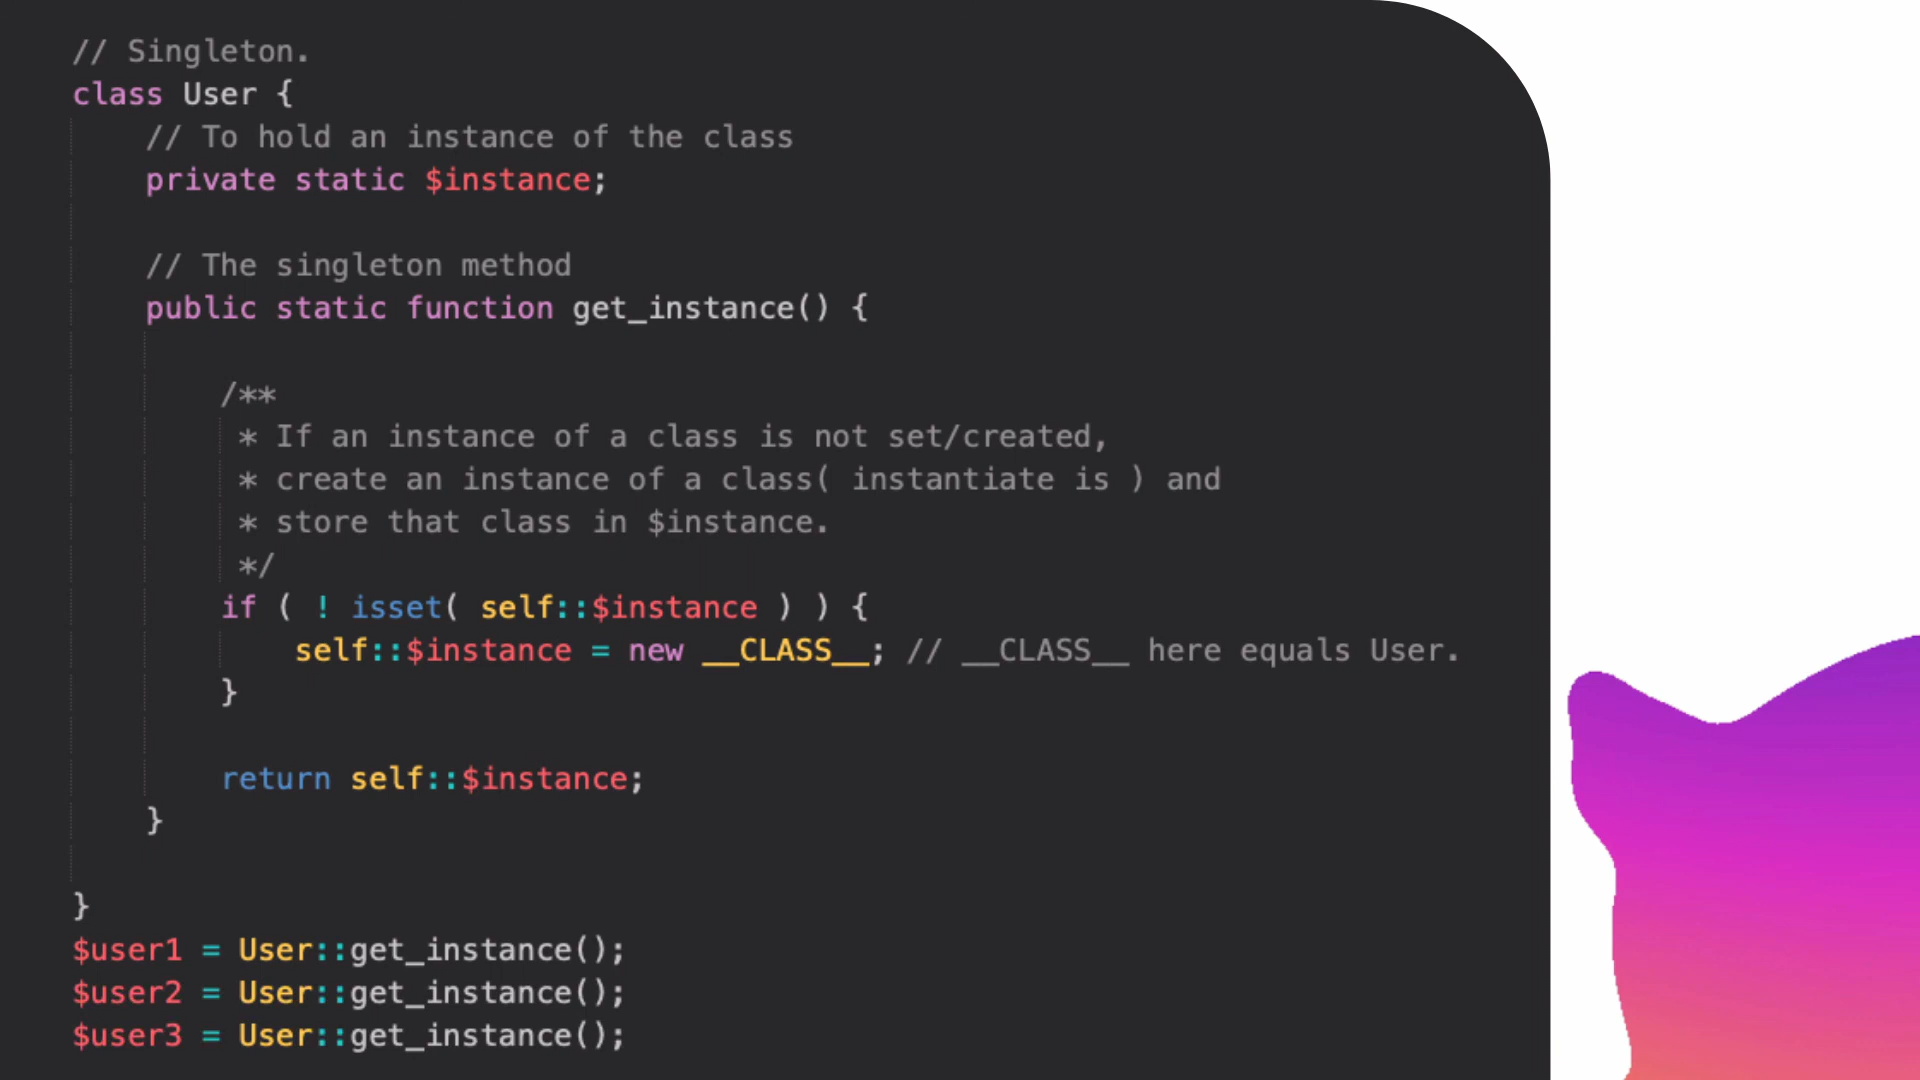 // Singleton.
class User {
// To hold an instance of the class
private static $instance;
// The singleton method
public static function get_instance() {
/**
* If an instance of a class is not set/created,
* create an instance of a class( instantiate is ) and
* store that class in $instance.
*/
if ( ! isset( self::$instance ) ) {
self::$instance = new __CLASS__; // __CLASS__ here equals User.
}
return self::$instance;
}
}
$user1 = User::get_instance();
$user2 = User::get_instance();
$user3 = User::get_instance();